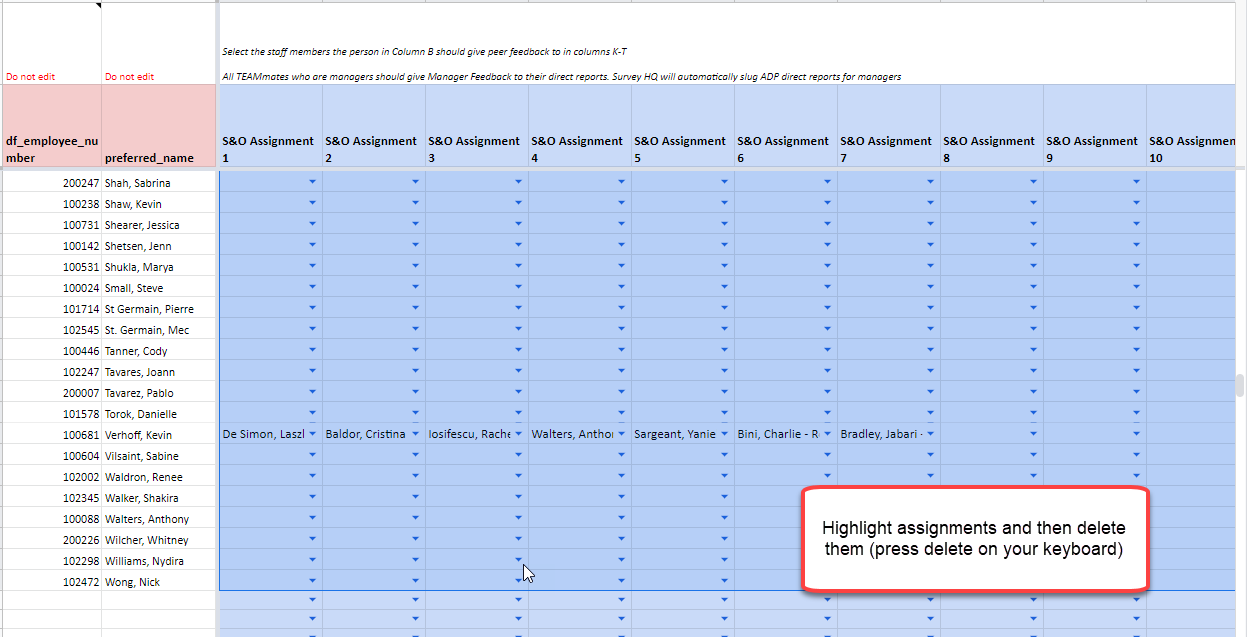 Select the staff members the person in Column B should give peer feedback to in columns K-T
Do not edit Do not edit All TEAMmates who are managers should give Manager Feedback to their direct reports. Survey HQ will automatically slug ADP direct reports for managers
df_employee_nu S&O Assignment S&O Assignment S&O Assignment S&O Assignment S&O Assignment S&O Assignment S&O Assignment S&O Assignment S&O Assignment S&O Assignmen
mber preferred_name 1 2 3 4 5 6 7 8 9 10
200247 Shah, Sabrina
100238 Shaw, Kevin
100731 Shearer, Jessica
100142 Shetsen, Jenn
100531 Shukla, Marya
100024 Small, Steve
101714 St Germain, Pierre
102545 St. Germain, Mec
100446 Tanner, Cody
102247 Tavares, Joann
200007 Tavarez, Pablo
101578 Torok, Danielle
100681 Verhoff, Kevin De Simon, Laszl Baldor, Cristina Iosifescu, Rache Walters, Anthon Sargeant, Yanie Bini, Charlie - R Bradley, Jabari -
100604 Vilsaint, Sabine
102002 Waldron, Renee
102345 Walker, Shakira
100088 Walters, Anthony
200226 Wilcher, Whitney
102298 Williams, Nydira
102472 Wong, Nick
Highlight assignments and then delete
them (press delete on your keyboard)